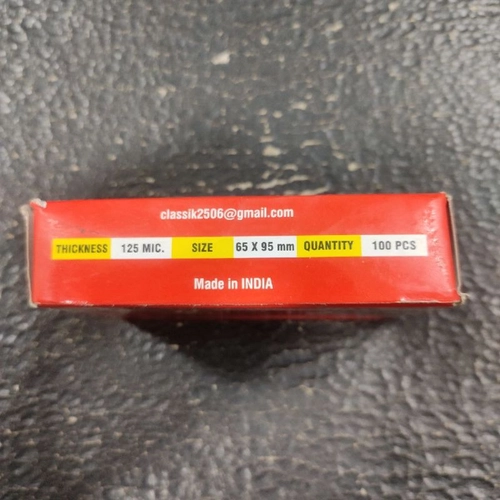 classik2506@gmail.com
THICKNESS 125 MIC. SIZE 65 X 95 mm QUANTITY 100 PCS
Made in INDIA